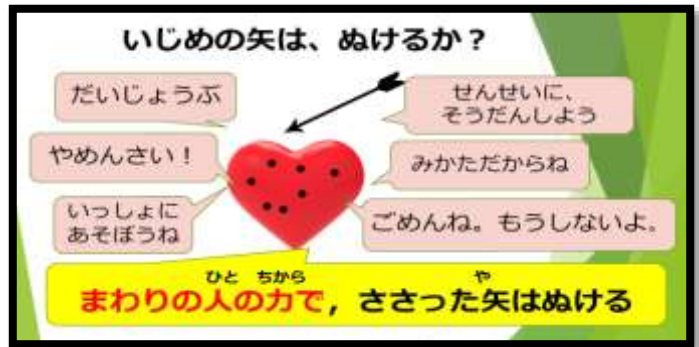 いじめの矢は、ぬけるか？
だいじょうぶ
せんせいに、
そうだんしよう
やめんさい！
みかただからね
いっしょに
あそぼうね
ごめんね。もうしないよ。
ひと ちから や
まわりの人の力で，ささった矢はぬける